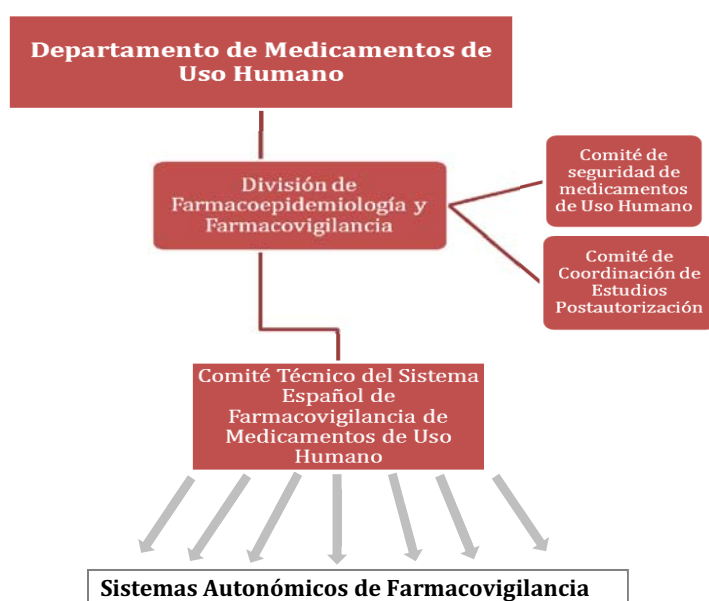 Departamento de Medicamentos de
Uso Humano
División de
Farmacoepidemiología y
Farmacovigilancia
Comité de
seguridad de
medicamentos
de Uso Humano
Comité de
Coordinación de
Estudios
Postautorización
Comité Técnico del Sistema
Español de
Farmacovigilancia de
Medicamentos de Uso
Humano
Sistemas Autonómicos de Farmacovigilancia